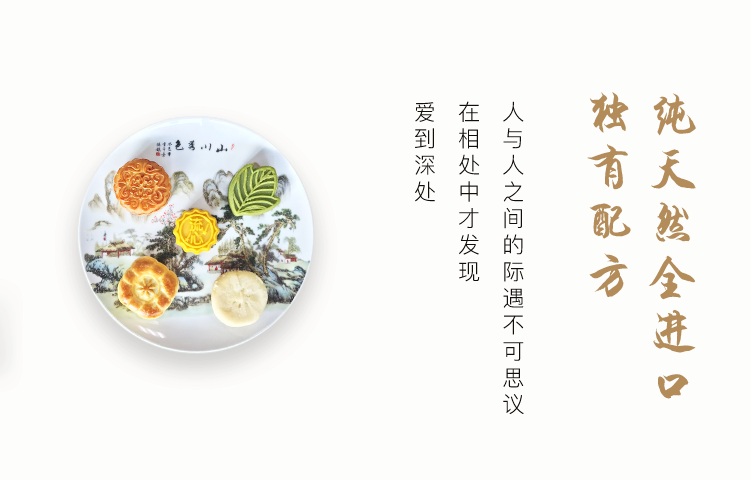 纯天然全进口
独有配方
人与人之间的际遇不可思议
在相处中才发现
爱到深处
山川秀色